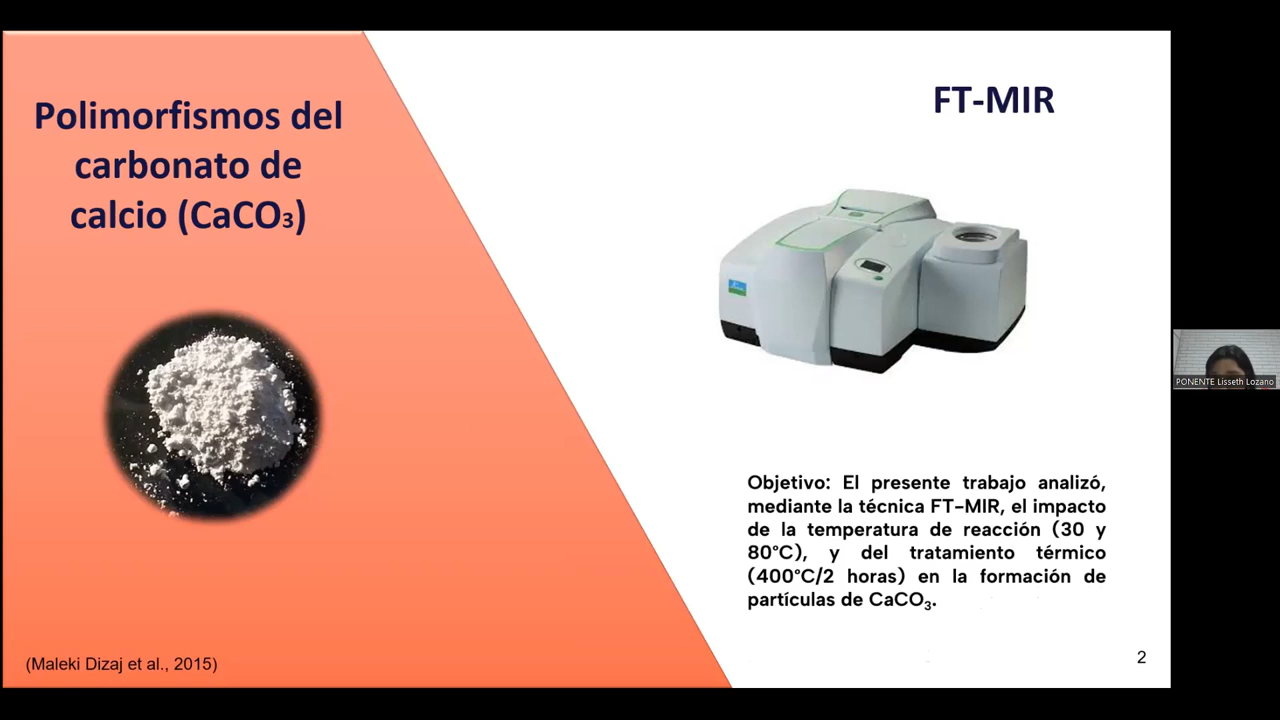 Polimorfismos del
carbonato de
calcio (CaCO₃)
(Maleki Dizaj et al., 2015)
FT-MIR
Objetivo: El presente trabajo analizó,
mediante la técnica FT-MIR, el impacto
de la temperatura de reacción (30 y
80°C), y del tratamiento térmico
(400°C/2 horas) en la formación de
partículas de CaCO₃.
2
PONENTE Lisseth Lozano